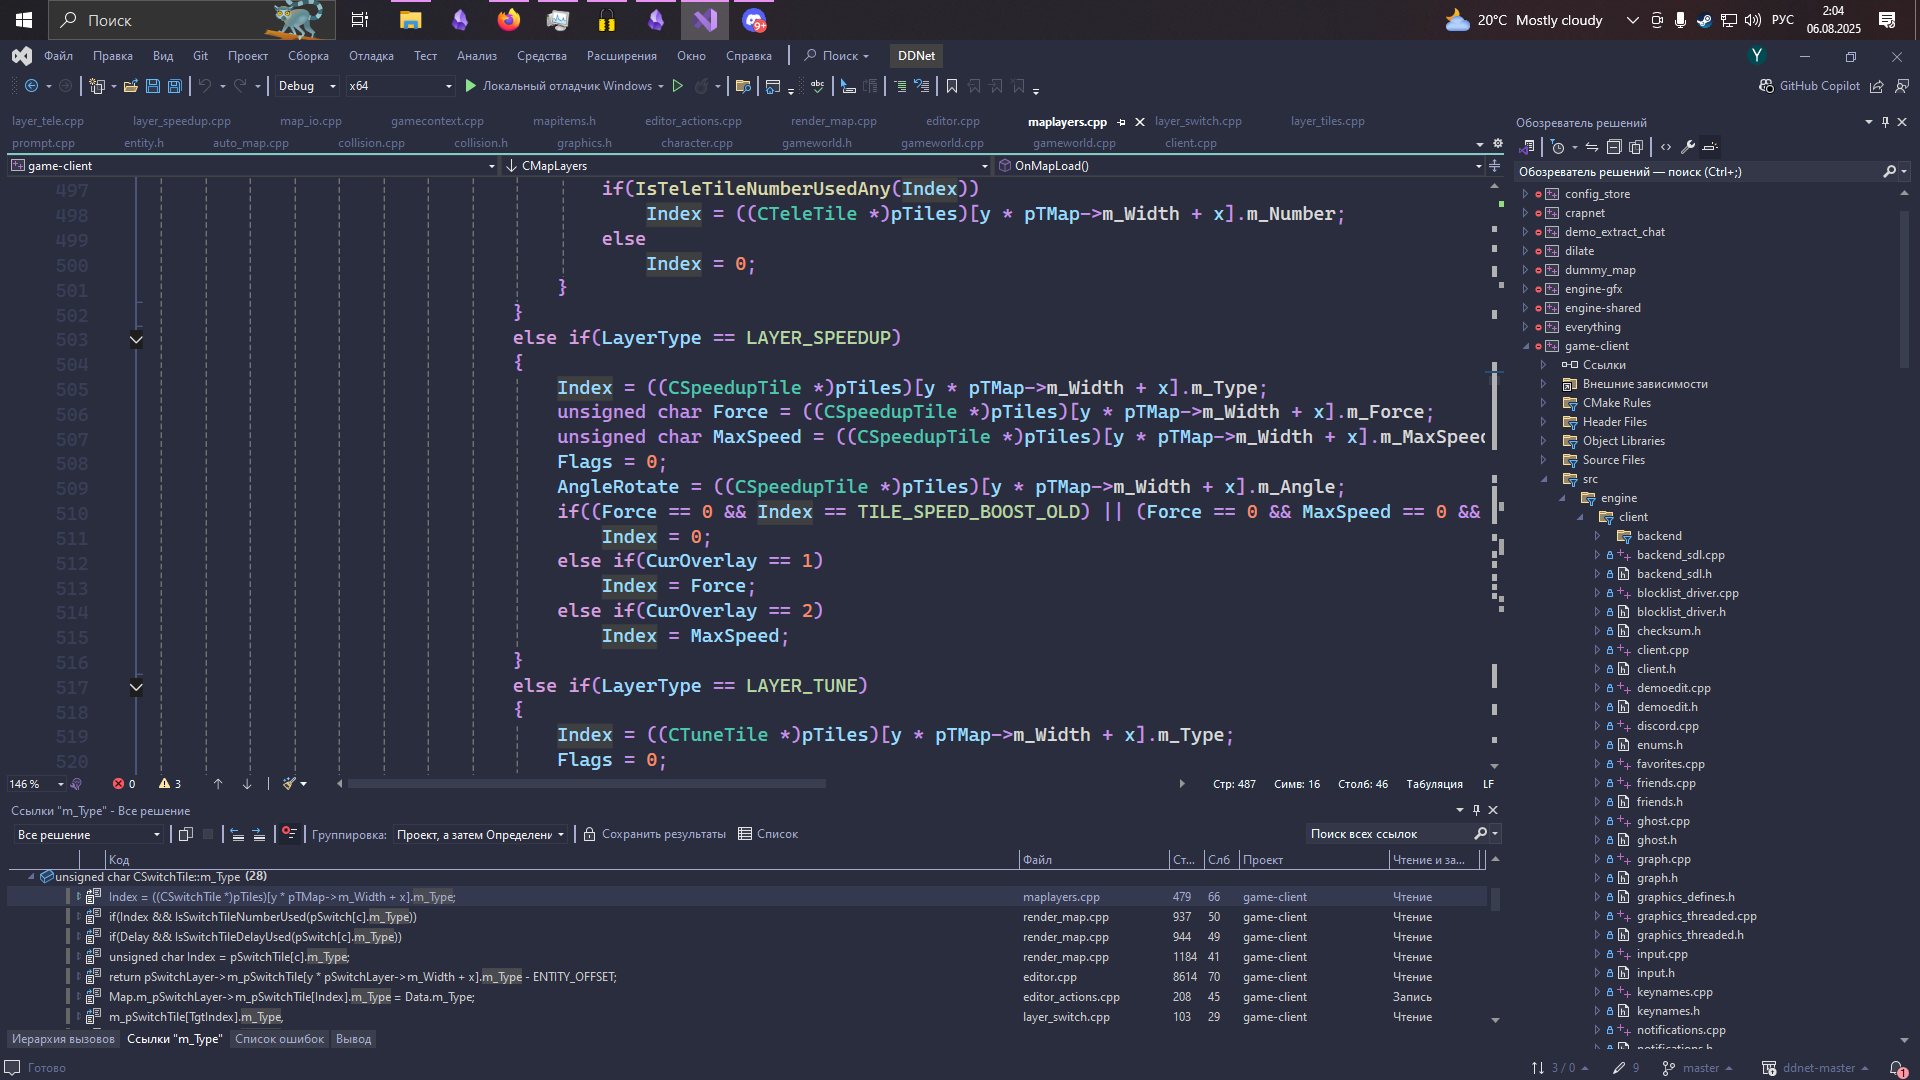 Поиск
9+
20°C Mostly cloudy
РУС
2:04
06.08.2025
Файл Правка Вид Git Проект Сборка Отладка Тест Анализ Средства Расширения Окно Справка Поиск DDNet
Y
Debug x64 Локальный отладчик Windows
abc
GitHub Copilot
layer_tele.cpp layer_speedup.cpp map_io.cpp gamecontext.cpp mapitems.h editor_actions.cpp render_map.cpp editor.cpp maplayers.cpp layer_switch.cpp layer_tiles.cpp
prompt.cpp entity.h auto_map.cpp collision.cpp collision.h graphics.h character.cpp gameworld.h gameworld.cpp gameworld.cpp client.cpp
game-client CMapLayers OnMapLoad()
497 if(IsTeleTileNumberUsedAny(Index))
498 Index = ((CTeleTile *)pTiles)[y * pTMap->m_Width + x].m_Number;
499 else
500 Index = 0;
501 }
502 }
503 else if(LayerType == LAYER_SPEEDUP)
504 {
505 Index = ((CSpeedupTile *)pTiles)[y * pTMap->m_Width + x].m_Type;
506 unsigned char Force = ((CSpeedupTile *)pTiles)[y * pTMap->m_Width + x].m_Force;
507 unsigned char MaxSpeed = ((CSpeedupTile *)pTiles)[y * pTMap->m_Width + x].m_MaxSpeed
508 Flags = 0;
509 AngleRotate = ((CSpeedupTile *)pTiles)[y * pTMap->m_Width + x].m_Angle;
510 if((Force == 0 && Index == TILE_SPEED_BOOST_OLD) || (Force == 0 && MaxSpeed == 0 &&
511 Index = 0;
512 else if(CurOverlay == 1)
513 Index = Force;
514 else if(CurOverlay == 2)
515 Index = MaxSpeed;
516 }
517 else if(LayerType == LAYER_TUNE)
518 {
519 Index = ((CTuneTile *)pTiles)[y * pTMap->m_Width + x].m_Type;
520 Flags = 0;
146 % 0 3 Стр: 487 Симв: 16 Столб: 46 Табуляция LF
Ссылки "m_Type" - Все решение
Все решение Группировка: Проект, а затем Определени Сохранить результаты Список Поиск всех ссылок
Код Файл Ст... Слб Проект Чтение и за...
unsigned char CSwitchTile::m_Type (28)
Index = ((CSwitchTile *)pTiles)[y * pTMap->m_Width + x].m_Type; maplayers.cpp 479 66 game-client Чтение
if(Index && IsSwitchTileNumberUsed(pSwitch[c].m_Type)) render_map.cpp 937 50 game-client Чтение
if(Delay && IsSwitchTileDelayUsed(pSwitch[c].m_Type)) render_map.cpp 944 49 game-client Чтение
unsigned char Index = pSwitchTile[c].m_Type; render_map.cpp 1184 41 game-client Чтение
return pSwitchLayer->m_pSwitchTile[y * pSwitchLayer->m_Width + x].m_Type - ENTITY_OFFSET; editor.cpp 8614 70 game-client Чтение
Map.m_pSwitchLayer->m_pSwitchTile[Index].m_Type = Data.m_Type; editor_actions.cpp 208 45 game-client Запись
m_pSwitchTile[TgtIndex].m_Type, layer_switch.cpp 103 29 game-client Чтение
Иерархия вызовов Ссылки "m_Type" Список ошибок Вывод
Обозреватель решений
Обозреватель решений — поиск (Ctrl+;)
config_store
crapnet
demo_extract_chat
dilate
dummy_map
engine-gfx
engine-shared
everything
game-client
Ссылки
Внешние зависимости
CMake Rules
Header Files
Object Libraries
Source Files
src
engine
client
backend
backend_sdl.cpp
backend_sdl.h
blocklist_driver.cpp
blocklist_driver.h
checksum.h
client.cpp
client.h
demoedit.cpp
demoedit.h
discord.cpp
enums.h
favorites.cpp
friends.cpp
friends.h
ghost.cpp
ghost.h
graph.cpp
graph.h
graphics_defines.h
graphics_threaded.cpp
graphics_threaded.h
input.cpp
input.h
keynames.cpp
keynames.h
notifications.cpp
notifications.h
Готово 3 / 0 9 master ddnet-master 1